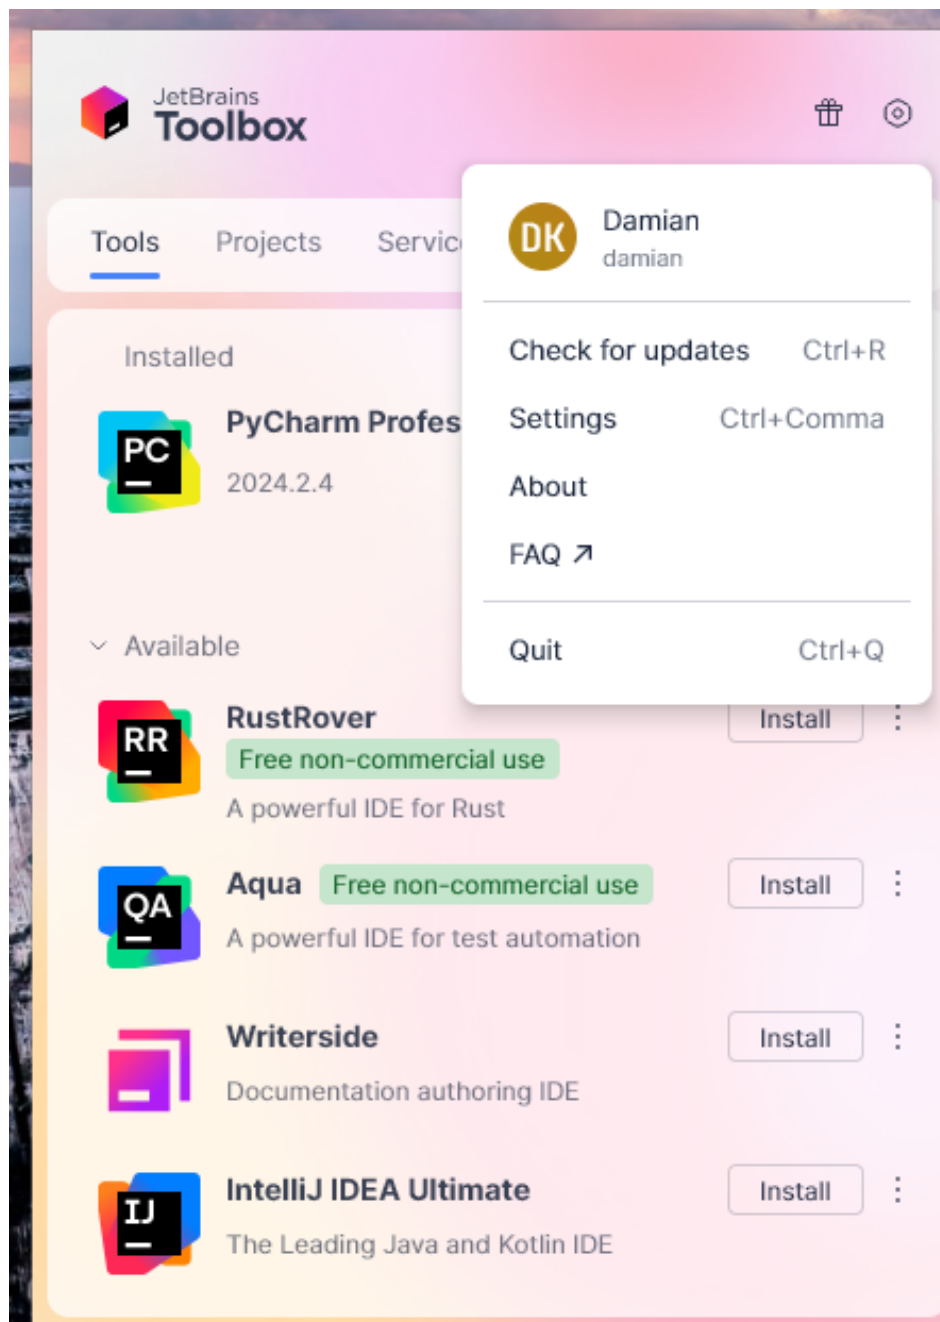 JetBrains
Toolbox
Tools Projects Servic
Damian
DK
damian
Check for updates Ctrl+R
Settings Ctrl+Comma
About
FAQ ↗
Quit Ctrl+Q
Installed
PC
PyCharm Profes
2024.2.4
Available
RR
RustRover
Install
Free non-commercial use
A powerful IDE for Rust
QA
Aqua Free non-commercial use
Install
A powerful IDE for test automation
Writerside
Install
Documentation authoring IDE
IJ
IntelliJ IDEA Ultimate
Install
The Leading Java and Kotlin IDE